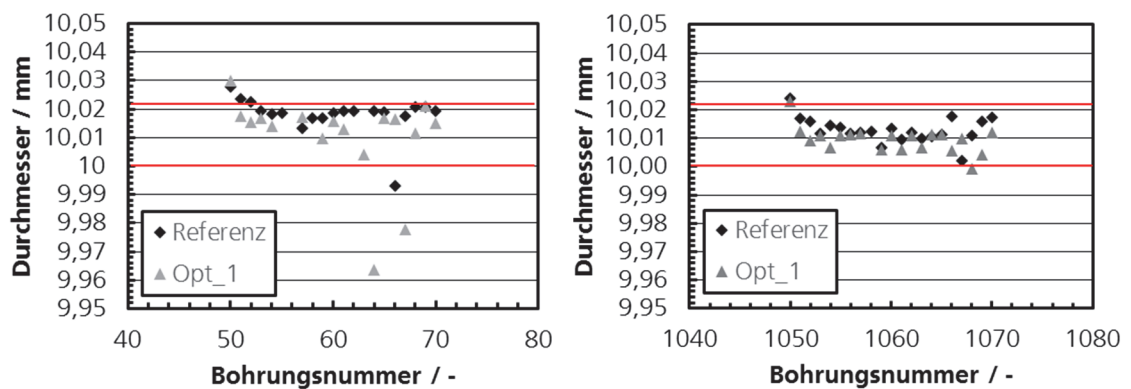 Durchmesser / mm
10,05
10,04
10,03
10,02
10,01
10
9,99
9,98
9,97
9,96
9,95
Referenz
Opt_1
40 50 60 70 80
Bohrungsnummer / -
Durchmesser / mm
10,05
10,04
10,03
10,02
10,01
10,00
9,99
9,98
9,97
9,96
9,95
Referenz
Opt_1
1040 1050 1060 1070 1080
Bohrungsnummer / -